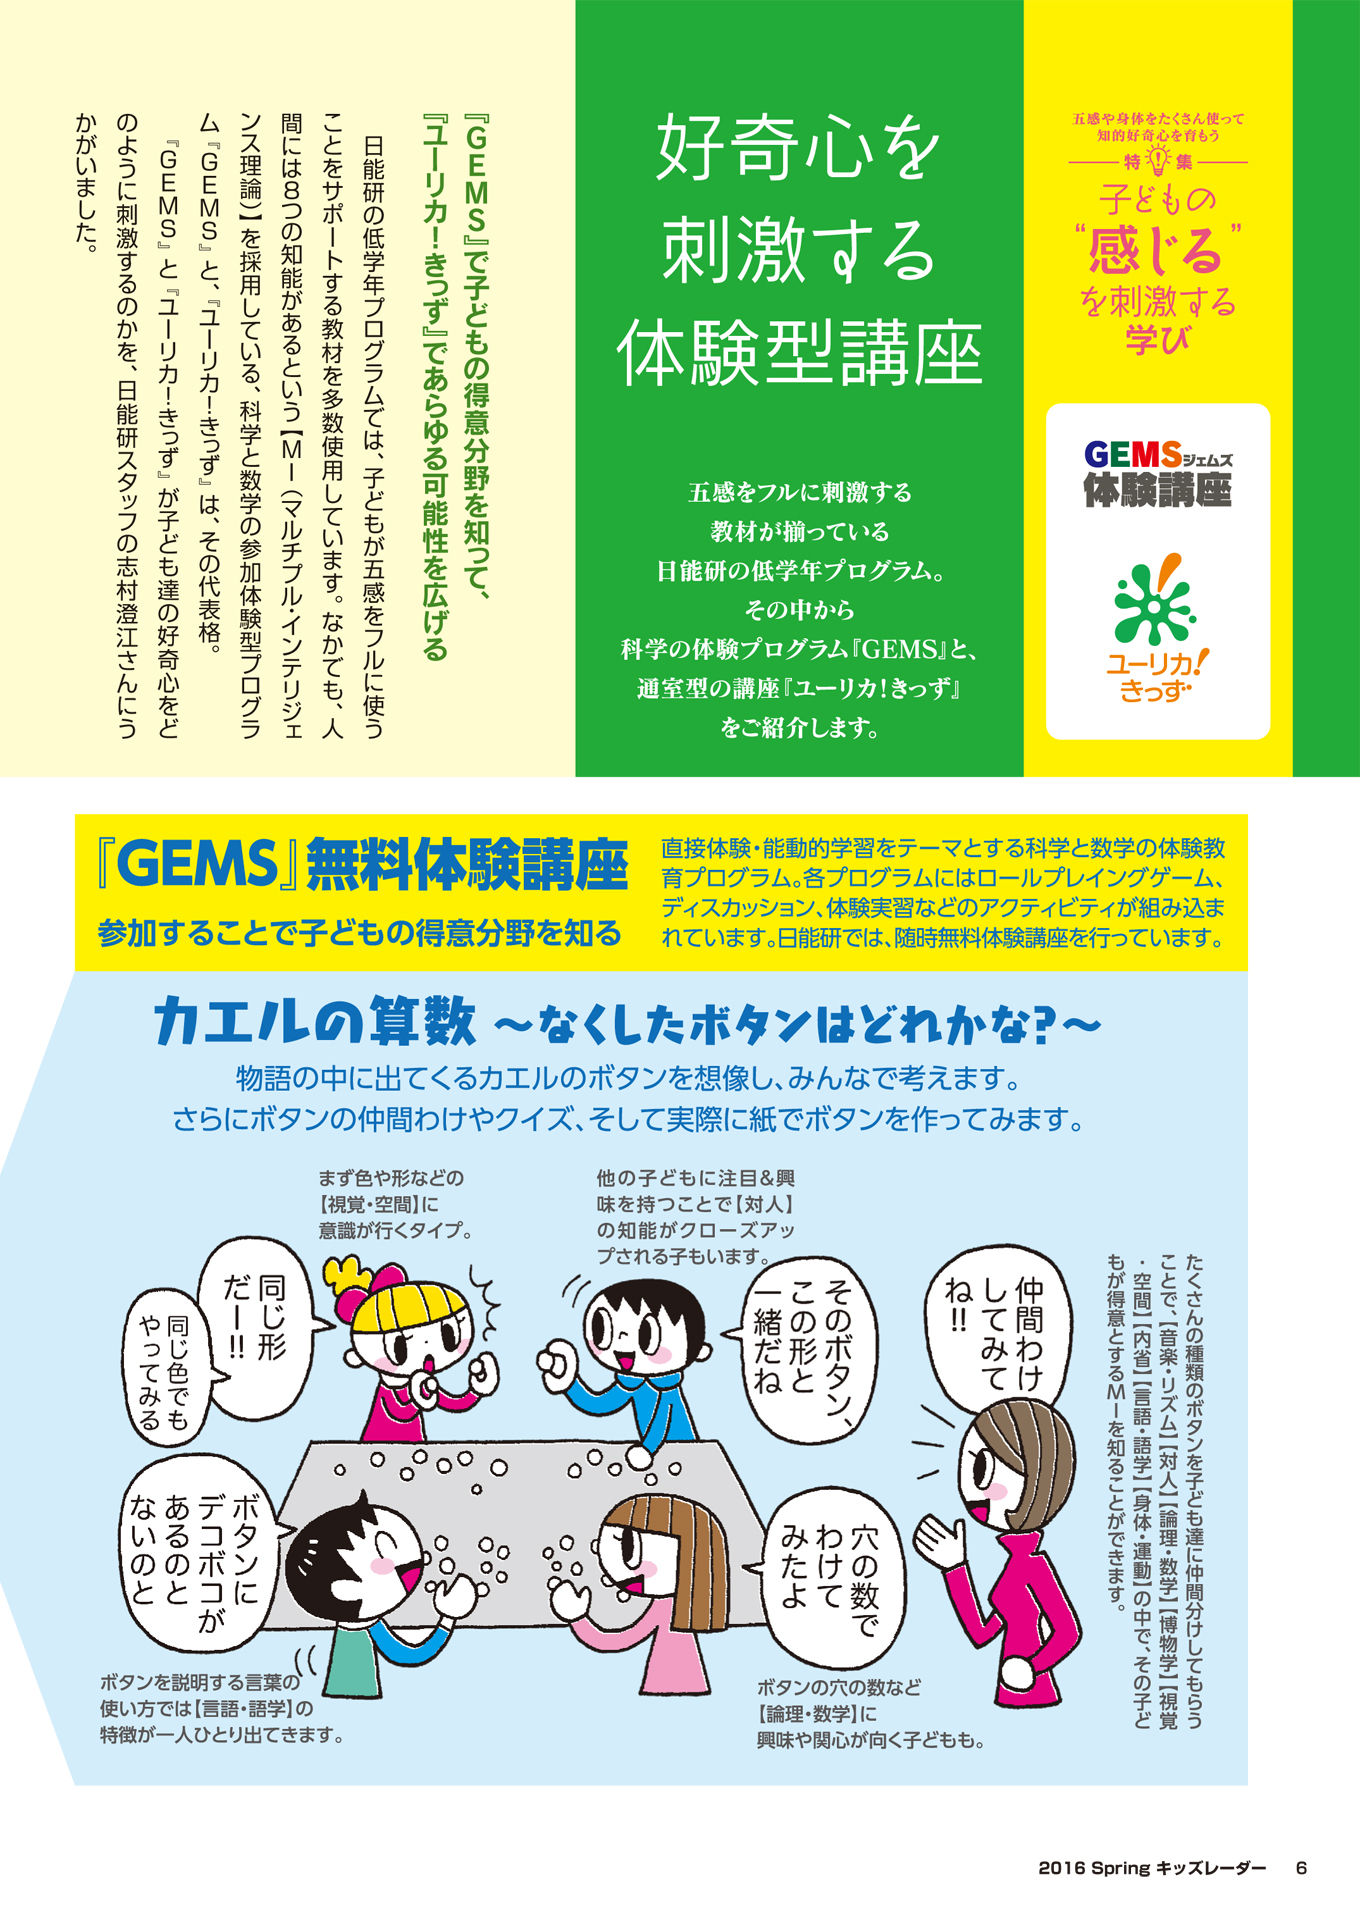 五感や身体をたくさん使って
知的好奇心を育もう
特集
子どもの
“感じる”
を刺激する
学び
GEMSジェムズ
体験講座
ユーリカ!
きっず
好奇心を
刺激する
体験型講座
五感をフルに刺激する
教材が揃っている
日能研の低学年プログラム。
その中から
科学の体験プログラム『GEMS』と、
通室型の講座『ユーリカ!きっず』
をご紹介します。
『GEMS』で子どもの得意分野を知って、
『ユーリカ!きっず』であらゆる可能性を広げる
日能研の低学年プログラムでは、子どもが五感をフルに使う
ことをサポートする教材を多数使用しています。なかでも、人
間には8つの知能があるという【MI(マルチプル・インテリジェ
ンス理論)】を採用している、科学と数学の参加体験型プログラ
ム『GEMS』と、『ユーリカ!きっず』は、その代表格。
『GEMS』と『ユーリカ!きっず』が子ども達の好奇心をど
のように刺激するのかを、日能研スタッフの志村澄江さんにう
かがいました。
『GEMS』無料体験講座
参加することで子どもの得意分野を知る
直接体験・能動的学習をテーマとする科学と数学の体験教
育プログラム。各プログラムにはロールプレイングゲーム、
ディスカッション、体験実習などのアクティビティが組み込ま
れています。日能研では、随時無料体験講座を行っています。
カエルの算数 〜なくしたボタンはどれかな?〜
物語の中に出てくるカエルのボタンを想像し、みんなで考えます。
さらにボタンの仲間わけやクイズ、そして実際に紙でボタンを作ってみます。
たくさんの種類のボタンを子ども達に仲間分けしてもらう
ことで、【音楽・リズム】【対人】【論理・数学】【博物学】【視覚
・空間】【内省】【言語・語学】【身体・運動】の中で、その子ど
もが得意とするMIを知ることができます。
仲間わけ
してみて
ね!!
他の子どもに注目&興
味を持つことで【対人】
の知能がクローズアッ
プされる子もいます。
そのボタン、
この形と
一緒だね
まず色や形などの
【視覚・空間】に
意識が行くタイプ。
同じ形
だー!!
同じ色でも
やってみる
穴の数で
わけて
みたよ
ボタンの穴の数など
【論理・数学】に
興味や関心が向く子どもも。
ボタンに
デコボコが
あるのと
ないのと
ボタンを説明する言葉の
使い方では【言語・語学】の
特徴が一人ひとり出てきます。
2016 Spring キッズレーダー 6